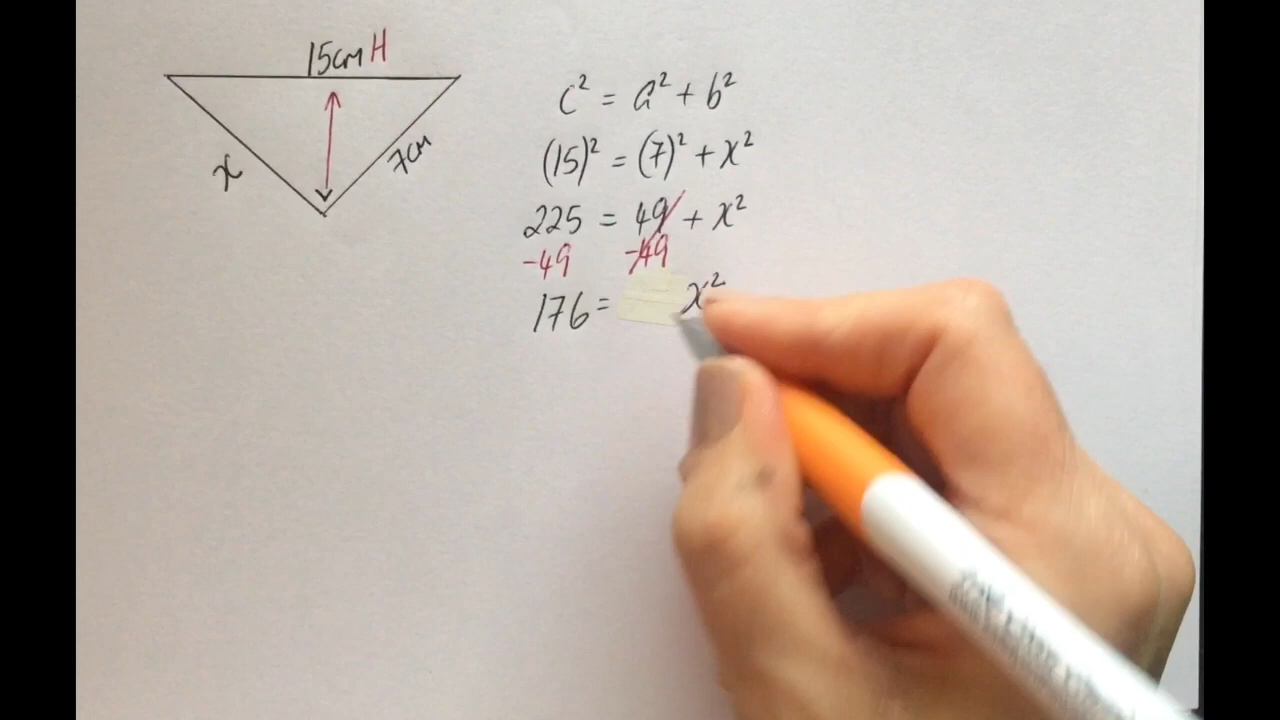 15cm H
x
7cm
c² = a² + b²
(15)² = (7)² + x²
225 = 49 + x²
-49 -49
176 = x²